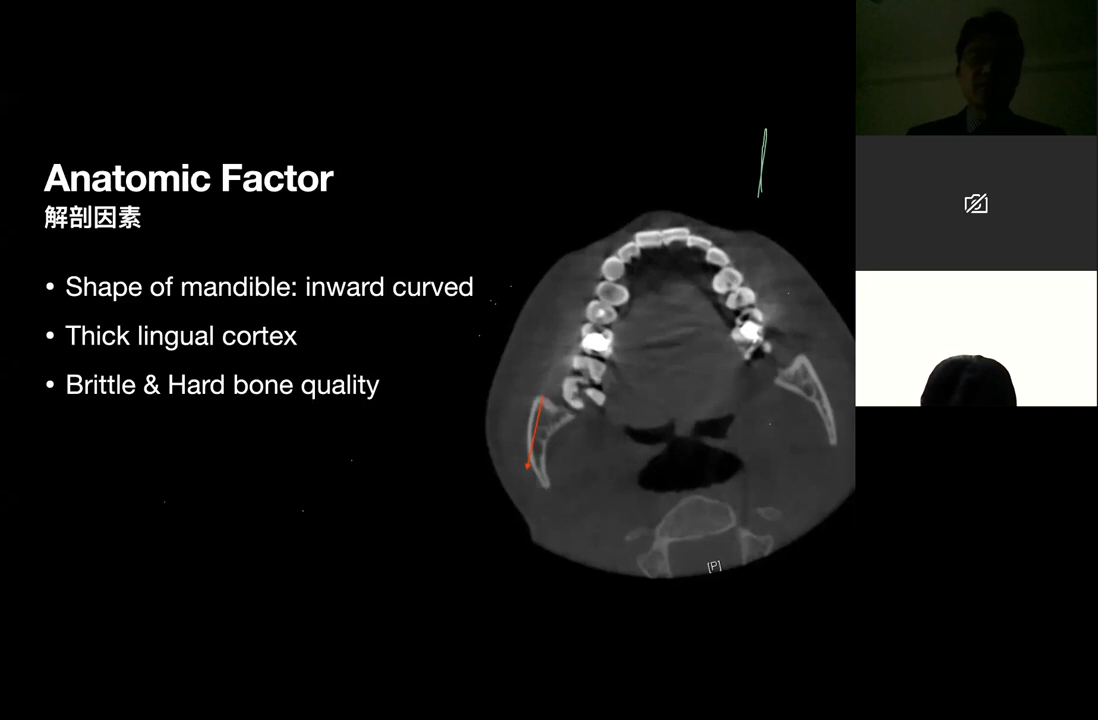 Anatomic Factor
解剖因素
• Shape of mandible: inward curved
• Thick lingual cortex
• Brittle & Hard bone quality
[P]